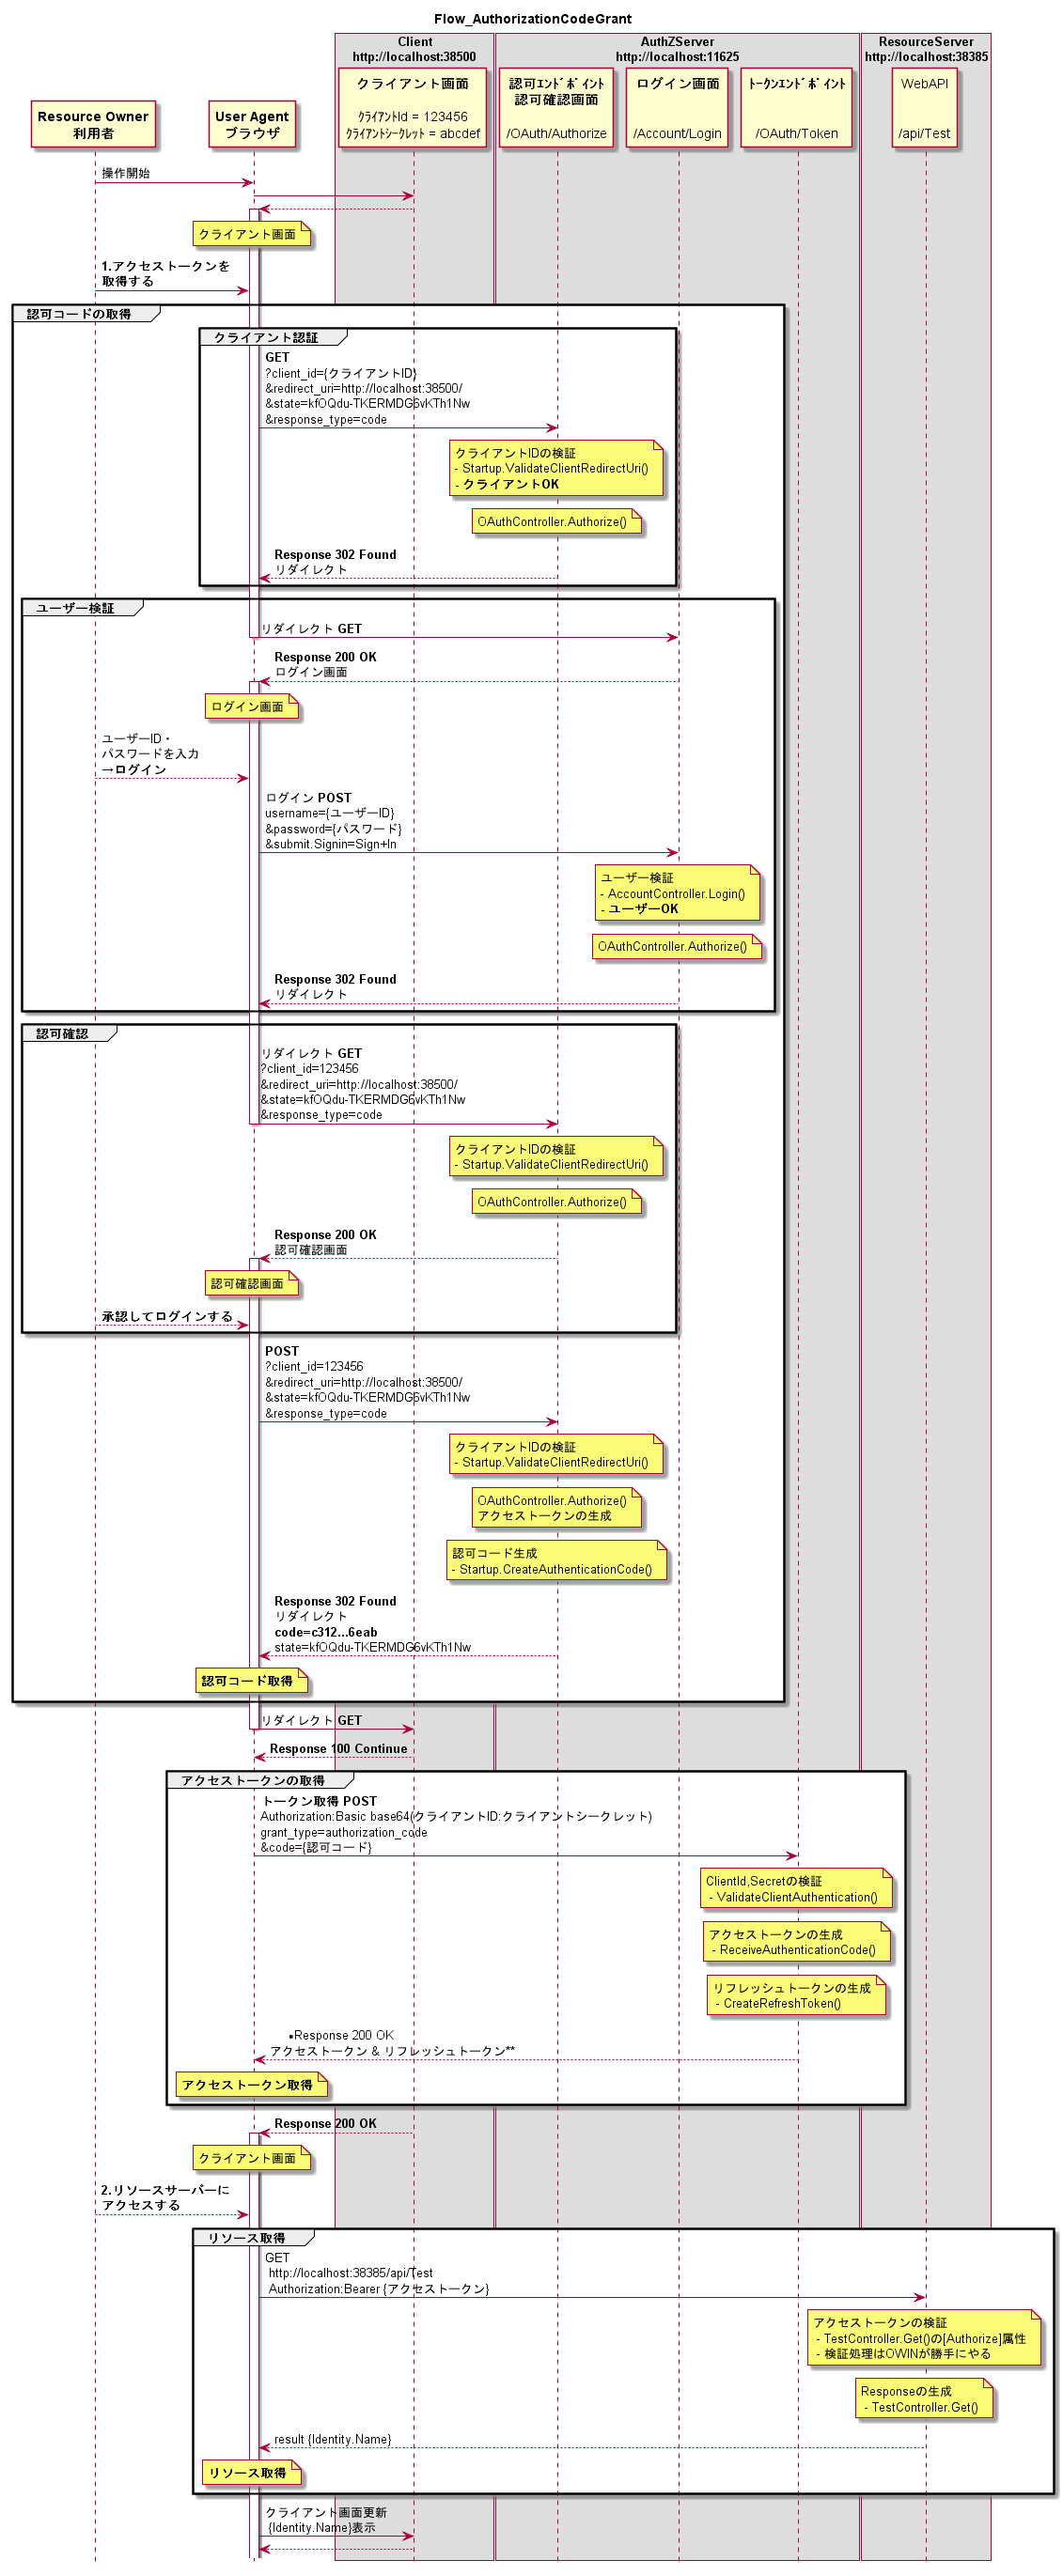 Flow_AuthorizationCodeGrant
Client
http://localhost:38500
AuthZServer
http://localhost:11625
ResourceServer
http://localhost:38385
Resource Owner
利用者
User Agent
ブラウザ
クライアント画面
ｸﾗｲｱﾝﾄId = 123456
ｸﾗｲｱﾝﾄｼｰｸﾚｯﾄ = abcdef
認可ｴﾝﾄﾞﾎﾟｲﾝﾄ
認可確認画面
/OAuth/Authorize
ログイン画面
/Account/Login
ﾄｰｸﾝｴﾝﾄﾞﾎﾟｲﾝﾄ
/OAuth/Token
WebAPI
/api/Test
操作開始
クライアント画面
1.アクセストークンを
取得する
認可コードの取得
クライアント認証
GET
?client_id={クライアントID}
&redirect_uri=http://localhost:38500/
&state=kfOQdu-TKERMDG6vKTh1Nw
&response_type=code
クライアントIDの検証
- Startup.ValidateClientRedirectUri()
- クライアントOK
OAuthController.Authorize()
Response 302 Found
リダイレクト
ユーザー検証
リダイレクト GET
Response 200 OK
ログイン画面
ログイン画面
ユーザーID・
パスワードを入力
→ログイン
ログイン POST
username={ユーザーID}
&password={パスワード}
&submit.Signin=Sign+In
ユーザー検証
- AccountController.Login()
- ユーザーOK
OAuthController.Authorize()
Response 302 Found
リダイレクト
認可確認
リダイレクト GET
?client_id=123456
&redirect_uri=http://localhost:38500/
&state=kfOQdu-TKERMDG6vKTh1Nw
&response_type=code
クライアントIDの検証
- Startup.ValidateClientRedirectUri()
OAuthController.Authorize()
Response 200 OK
認可確認画面
認可確認画面
承認してログインする
POST
?client_id=123456
&redirect_uri=http://localhost:38500/
&state=kfOQdu-TKERMDG6vKTh1Nw
&response_type=code
クライアントIDの検証
- Startup.ValidateClientRedirectUri()
OAuthController.Authorize()
アクセストークンの生成
認可コード生成
- Startup.CreateAuthenticationCode()
Response 302 Found
リダイレクト
code=c312...6eab
state=kfOQdu-TKERMDG6vKTh1Nw
認可コード取得
リダイレクト GET
Response 100 Continue
アクセストークンの取得
トークン取得 POST
Authorization:Basic base64(クライアントID:クライアントシークレット)
grant_type=authorization_code
&code={認可コード}
ClientId,Secretの検証
- ValidateClientAuthentication()
アクセストークンの生成
- ReceiveAuthenticationCode()
リフレッシュトークンの生成
- CreateRefreshToken()
▪Response 200 OK
アクセストークン & リフレッシュトークン**
アクセストークン取得
Response 200 OK
クライアント画面
2.リソースサーバーに
アクセスする
リソース取得
GET
http://localhost:38385/api/Test
Authorization:Bearer {アクセストークン}
アクセストークンの検証
- TestController.Get()の[Authorize]属性
- 検証処理はOWINが勝手にやる
Responseの生成
- TestController.Get()
result {Identity.Name}
リソース取得
クライアント画面更新
{Identity.Name}表示